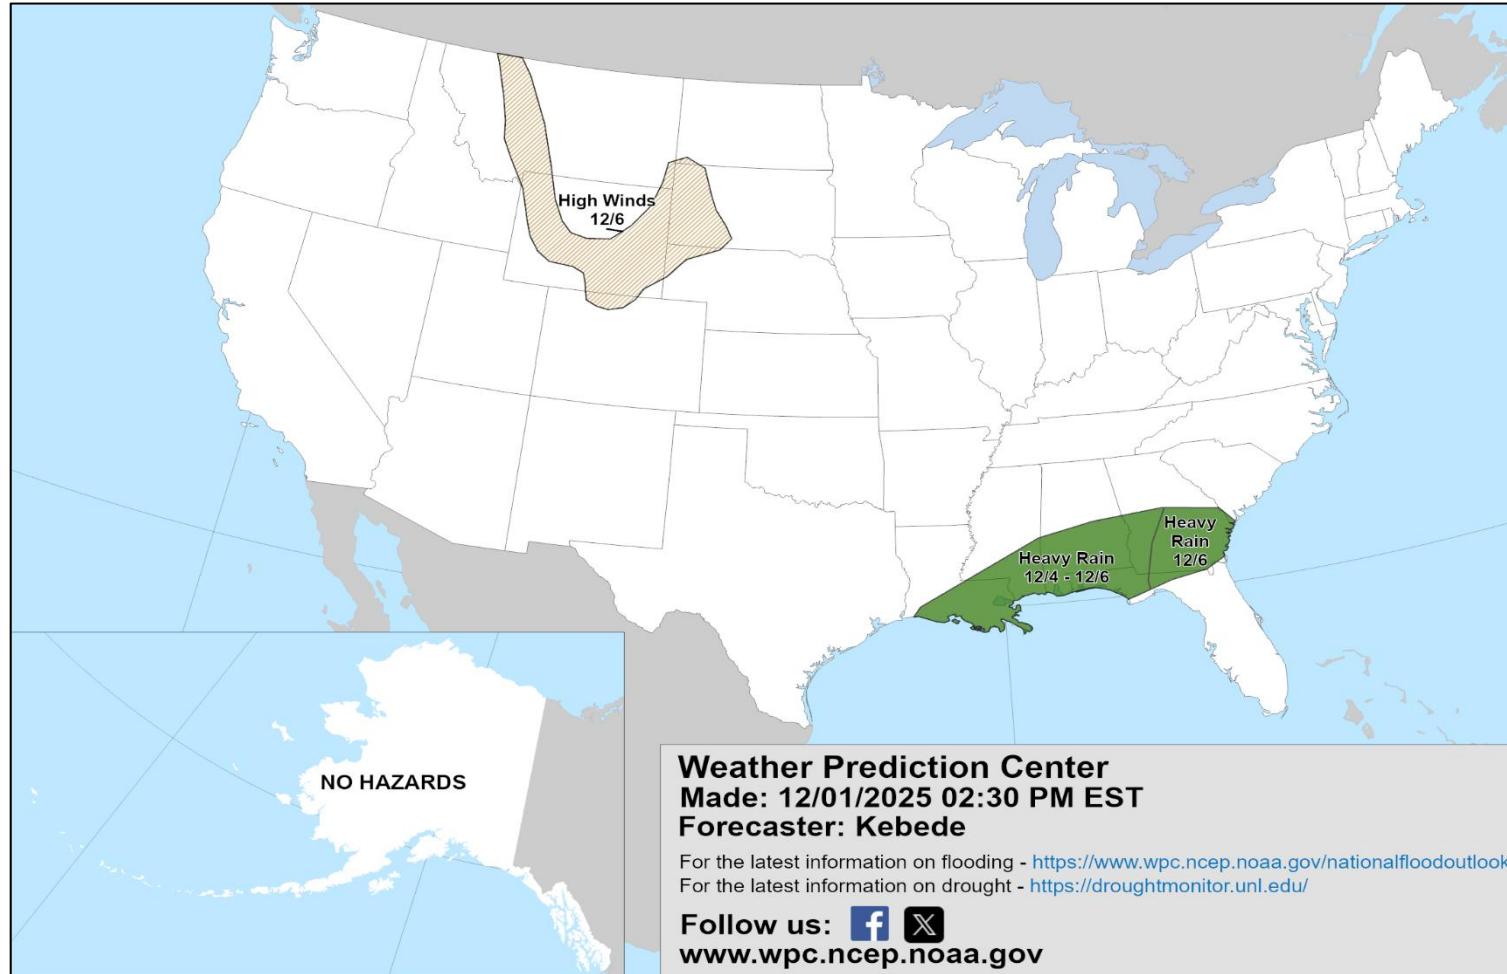 High Winds
12/6
Heavy
Rain
12/6
Heavy Rain
12/4 - 12/6
NO HAZARDS
Weather Prediction Center
Made: 12/01/2025 02:30 PM EST
Forecaster: Kebede
For the latest information on flooding - https://www.wpc.ncep.noaa.gov/nationalfloodoutlook
For the latest information on drought - https://droughtmonitor.unl.edu/
Follow us:
www.wpc.ncep.noaa.gov